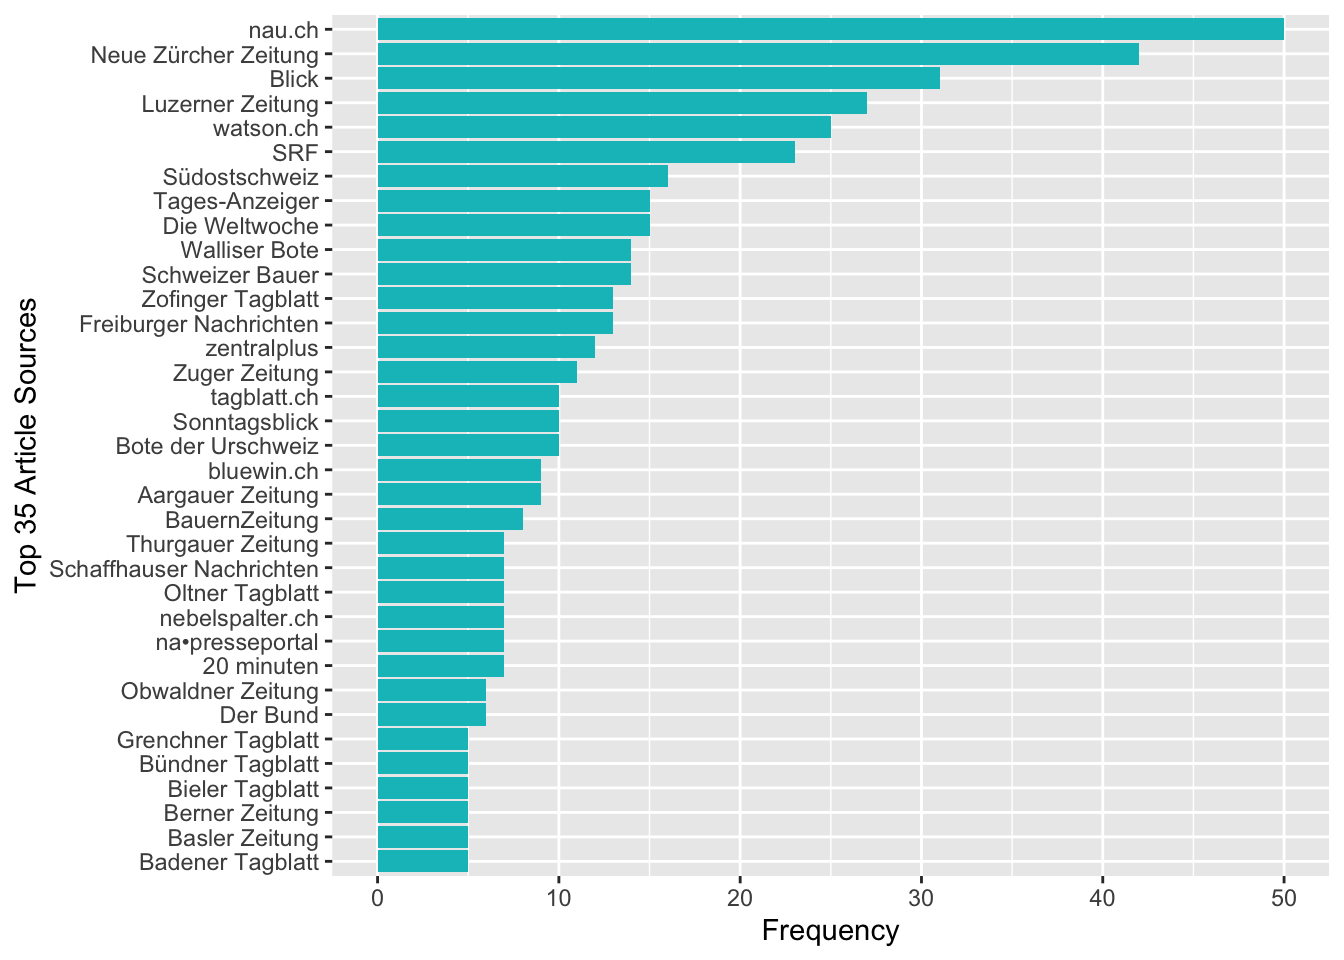 nau.ch
Neue Zürcher Zeitung
Blick
Luzerner Zeitung
watson.ch
SRF
Südostschweiz
Tages-Anzeiger
Die Weltwoche
Walliser Bote
Schweizer Bauer
Zofinger Tagblatt
Freiburger Nachrichten
zentralplus
Zuger Zeitung
tagblatt.ch
Sonntagsblick
Bote der Urschweiz
bluewin.ch
Aargauer Zeitung
BauernZeitung
Thurgauer Zeitung
Schaffhauser Nachrichten
Oltner Tagblatt
nebelspalter.ch
na•presseportal
20 minuten
Obwaldner Zeitung
Der Bund
Grenchner Tagblatt
Bündner Tagblatt
Bieler Tagblatt
Berner Zeitung
Basler Zeitung
Badener Tagblatt
Top 35 Article Sources
0 10 20 30 40 50
Frequency